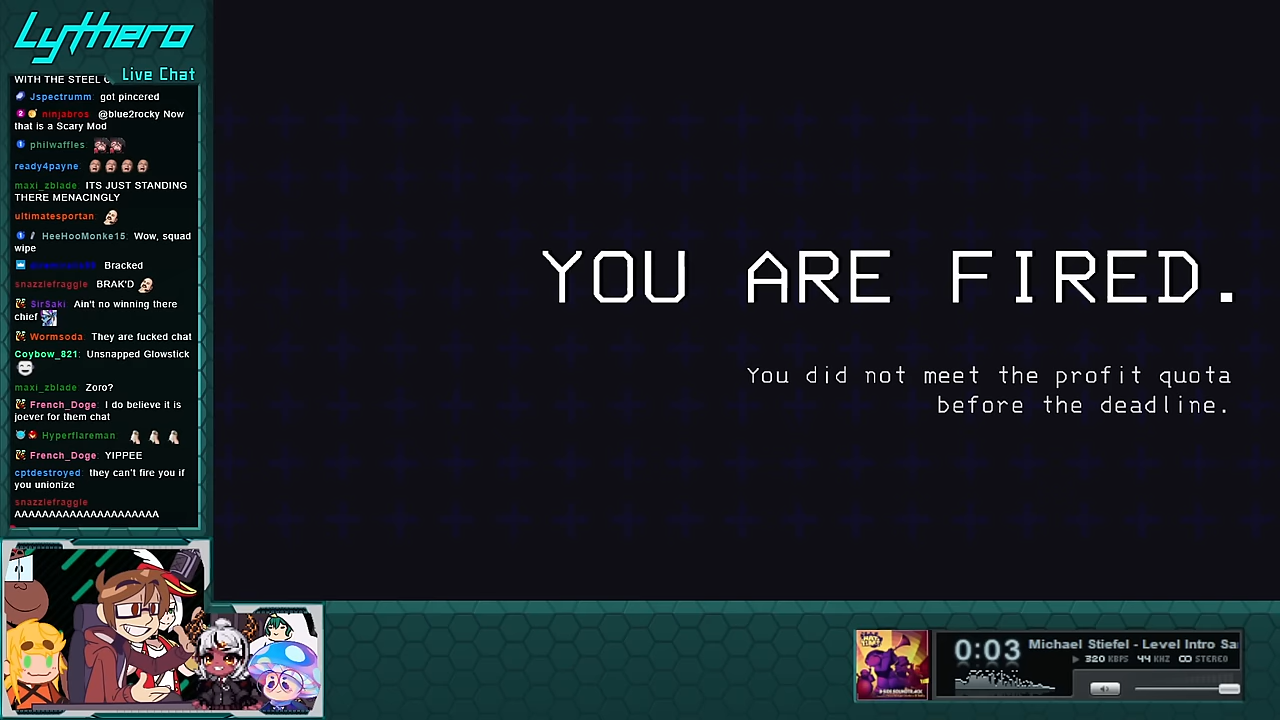 Lythero
Live Chat
WITH THE STEEL
Jspectrumm: got pincered
ninjabros: @blue2rocky Now
that is a Scary Mod
philwaffles:
ready4payne:
maxi_zblade: ITS JUST STANDING
THERE MENACINGLY
ultimatesportan
HeeHooMonke15: Wow, squad
wipe
Bracked
snazziefraggle: BRAK'D
SirSaki: Ain't no winning there
chief
Wormsoda: They are fucked chat
Coybow_821: Unsnapped Glowstick
maxi_zblade: Zoro?
French_Doge: I do believe it is
joever for them chat
Hyperflareman
French_Doge: YIPPEE
cptdestroyed: they can't fire you if
you unionize
snazziefraggle
AAAAAAAAAAAAAAAAAAAAA
YOU ARE FIRED.
You did not meet the profit quota
before the deadline.
0:03
Michael Stiefel - Level Intro Sa
320 KBPS 44 KHZ STEREO